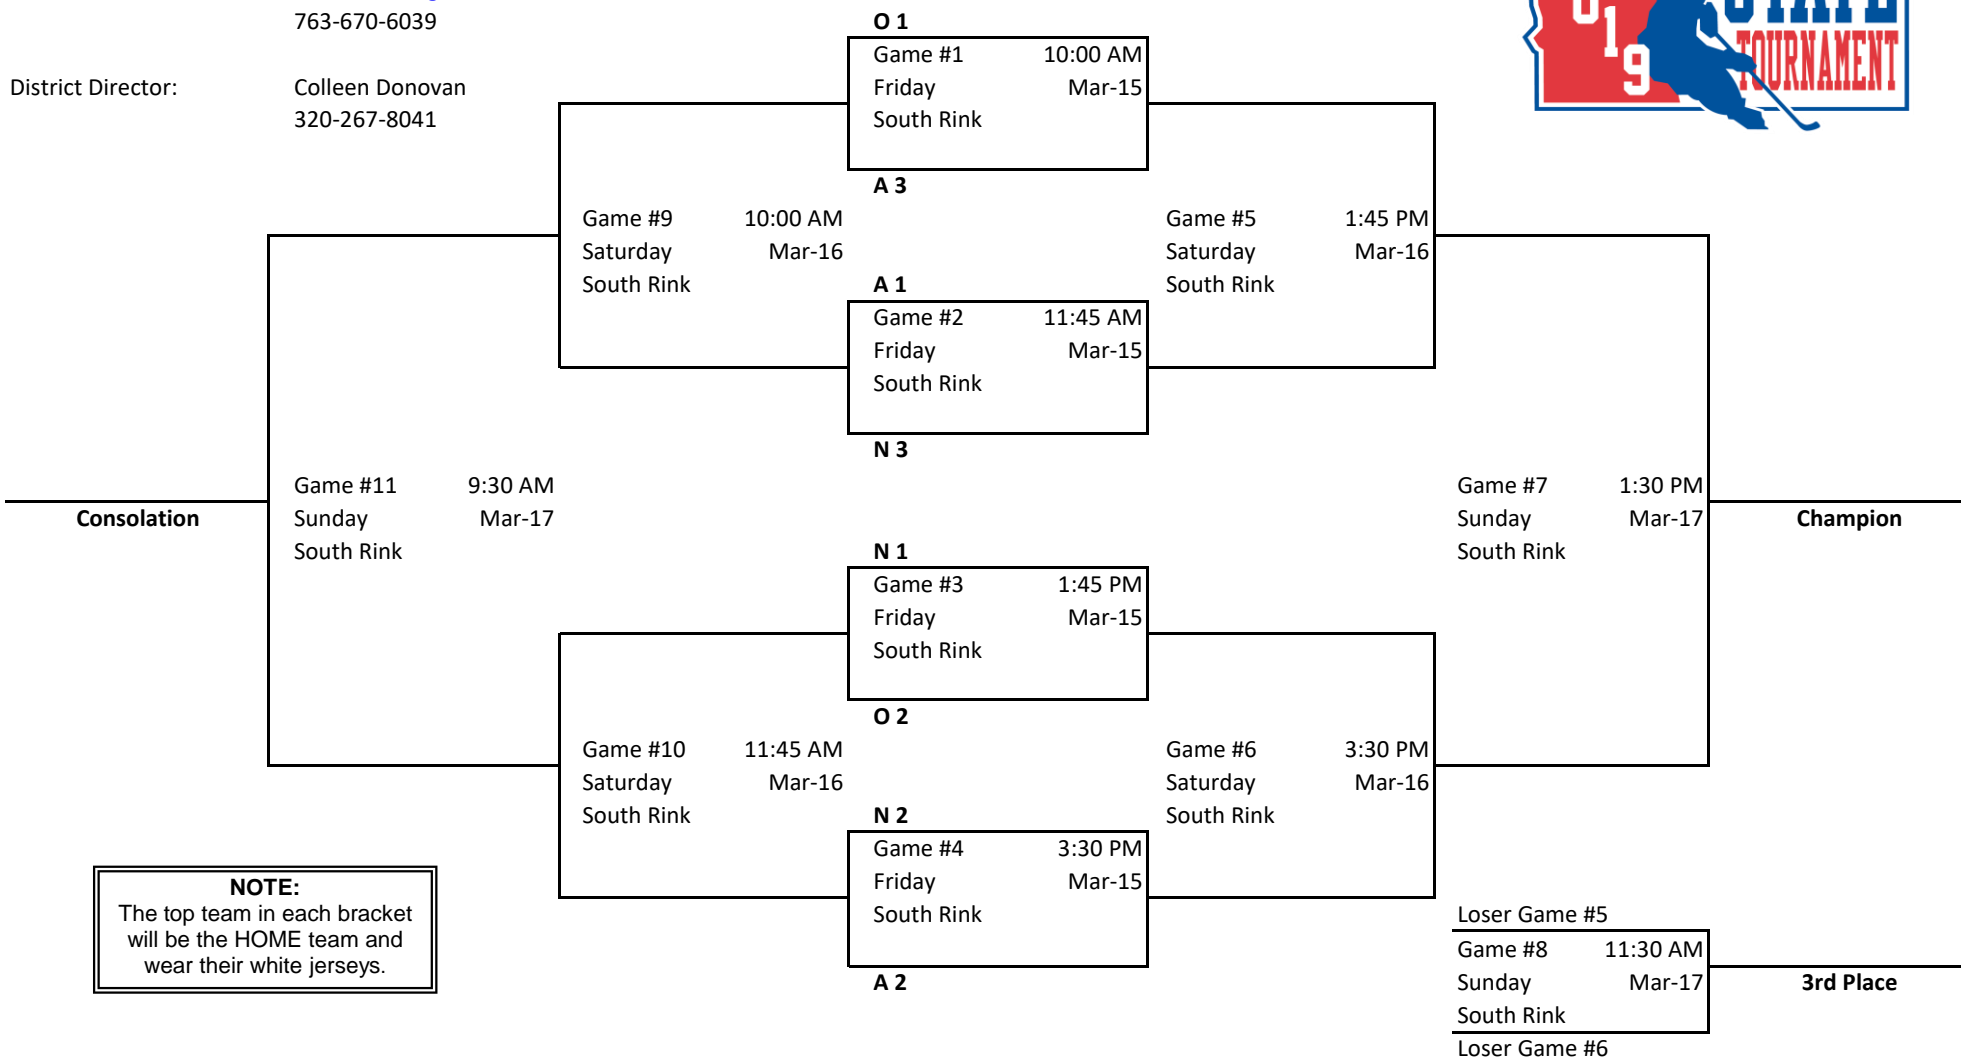 763-670-6039
District Director: Colleen Donovan
320-267-8041
019
STATE
TOURNAMENT
O 1
Game #1 10:00 AM
Friday Mar-15
South Rink
A 3
Game #9 10:00 AM
Saturday Mar-16
South Rink
Game #5 1:45 PM
Saturday Mar-16
South Rink
A 1
Game #2 11:45 AM
Friday Mar-15
South Rink
N 3
Consolation
Game #11 9:30 AM
Sunday Mar-17
South Rink
Game #7 1:30 PM
Sunday Mar-17
South Rink
Champion
N 1
Game #3 1:45 PM
Friday Mar-15
South Rink
O 2
Game #10 11:45 AM
Saturday Mar-16
South Rink
Game #6 3:30 PM
Saturday Mar-16
South Rink
N 2
Game #4 3:30 PM
Friday Mar-15
South Rink
A 2
NOTE:
The top team in each bracket
will be the HOME team and
wear their white jerseys.
Loser Game #5
Game #8 11:30 AM
Sunday Mar-17
South Rink
Loser Game #6
3rd Place